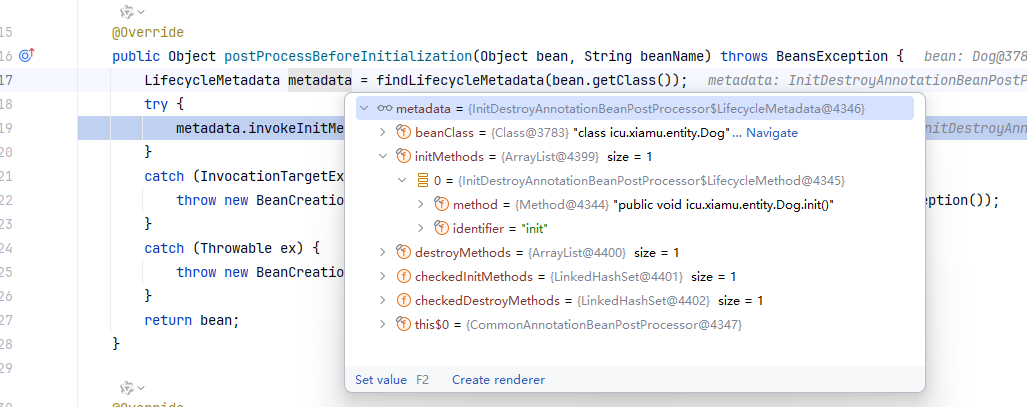 15 @Override
16 public Object postProcessBeforeInitialization(Object bean, String beanName) throws BeansException { bean: Dog@378
17 LifecycleMetadata metadata = findLifecycleMetadata(bean.getClass()); metadata: InitDestroyAnnotationBeanPostP
18 try {
metadata = {InitDestroyAnnotationBeanPostProcessor$LifecycleMetadata@4346}
19 metadata.invokeInitMe nitDestroyAnn
beanClass = {Class@3783} "class icu.xiamu.entity.Dog" ... Navigate
20 }
initMethods = {ArrayList@4399} size = 1
21 catch (InvocationTargetEx
0 = {InitDestroyAnnotationBeanPostProcessor$LifecycleMethod@4345}
22 throw new BeanCreation eption());
method = {Method@4344} "public void icu.xiamu.entity.Dog.init()"
23 }
identifier = "init"
24 catch (Throwable ex) {
destroyMethods = {ArrayList@4400} size = 1
25 throw new BeanCreatio
checkedInitMethods = {LinkedHashSet@4401} size = 1
26 }
checkedDestroyMethods = {LinkedHashSet@4402} size = 1
27 return bean;
this$0 = {CommonAnnotationBeanPostProcessor@4347}
28 }
29
Set value F2 Create renderer
@Override